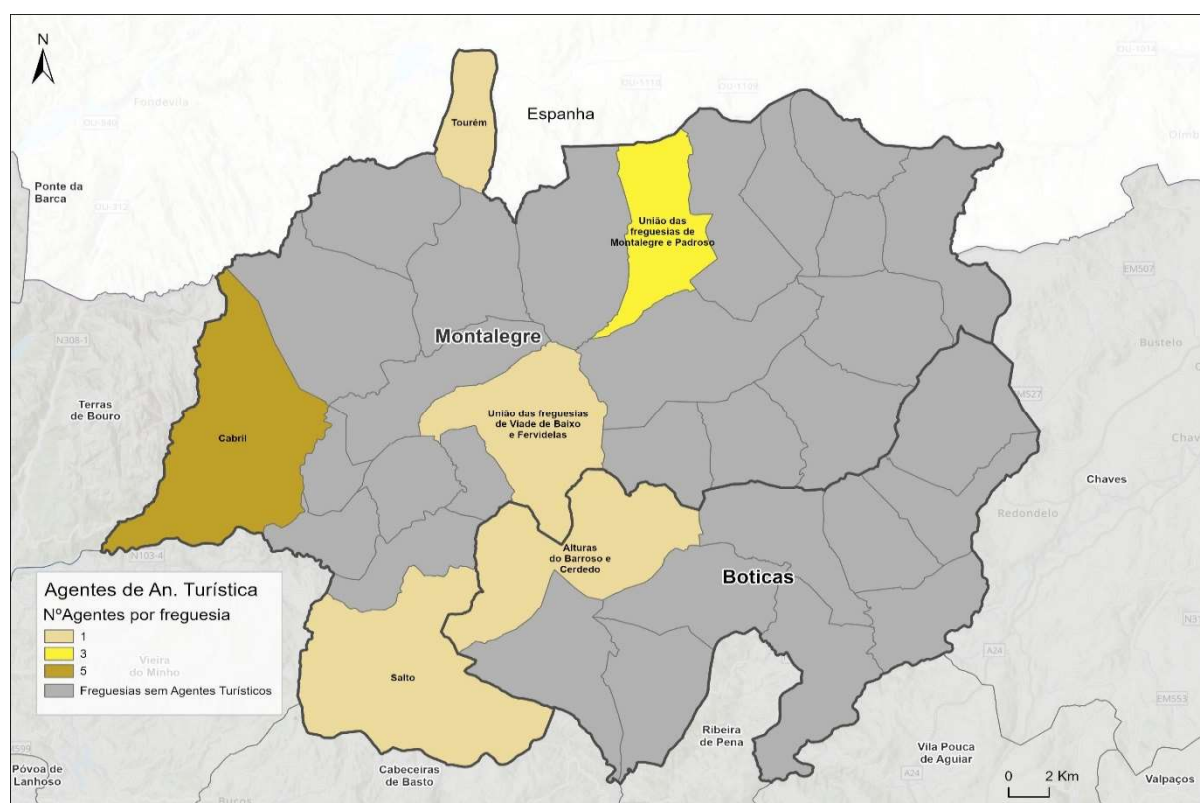 N
OU-1018
OU-1110
OU-1109
Fondevila
OU-540
Espanha
Tourém
Ponte da
Barca
OU-312
União das
freguesias de
Montalegre e Padroso
EM507
N308-1
Montalegre
Bustelo
Terras
de Bouro
União das freguesias
de Viade de Baixo
e Fervidelas
Cabril
Chaves
Redondelo
N103-4
Alturas
do Barroso e
Cerdedo
Boticas
Agentes de An. Turística
NºAgentes por freguesia
1
3
5
Freguesias sem Agentes Turísticos
Vieira
do Minho
Salto
A24
EM553
Ribeira
de Pena
Vila Pouca
de Aguiar
Póvoa de
Lanhoso
Cabeceiras
de Basto
A24
0 2 Km
Valpaços